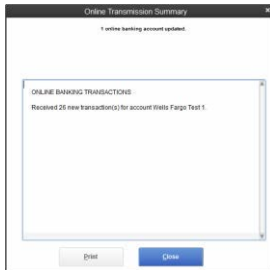 Online Transmission Summary
1 online banking account updated.
ONLINE BANKING TRANSACTIONS
Received 26 new transaction(s) for account Wells Fargo Test 1.
Print
Close